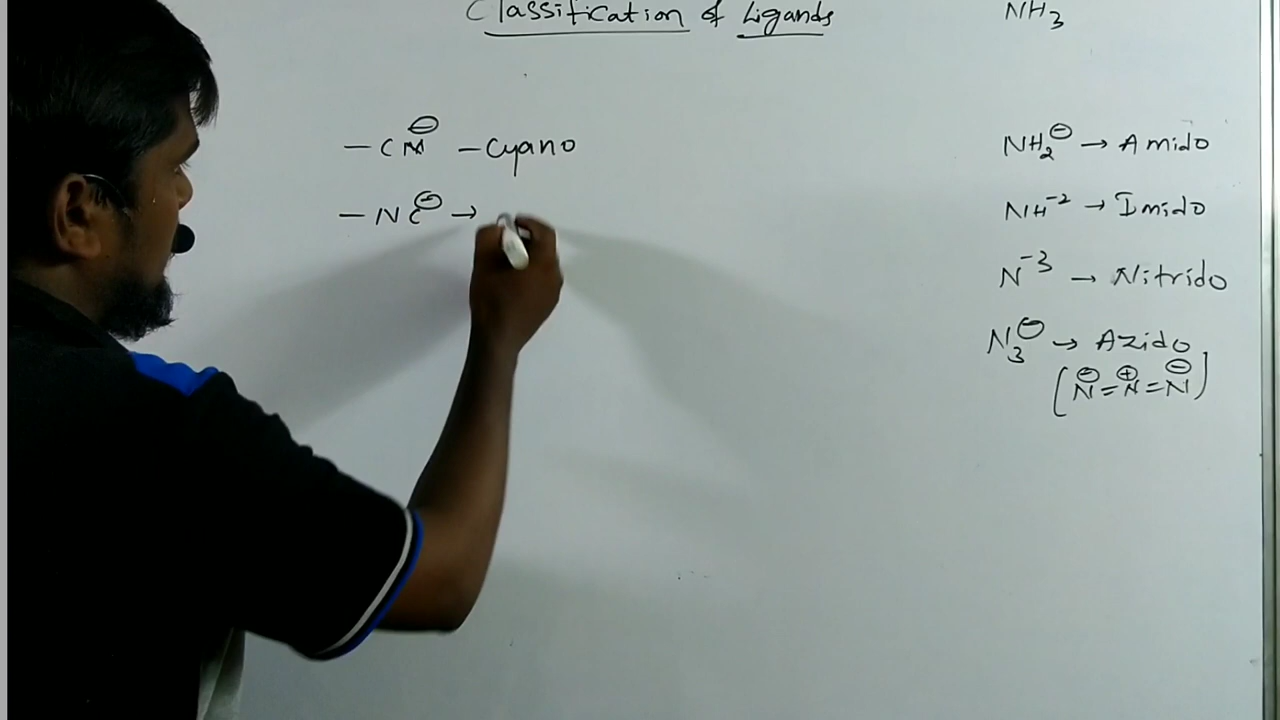 Classification of Ligands
NH₃
–CN⊖ –Cyano
–NC⊖ →
NH₂⊖ → Amido
NH⁻² → Imido
N⁻³ → Nitrido
N₃⊖ → Azido
[N⊖=N⊕=N⊖]